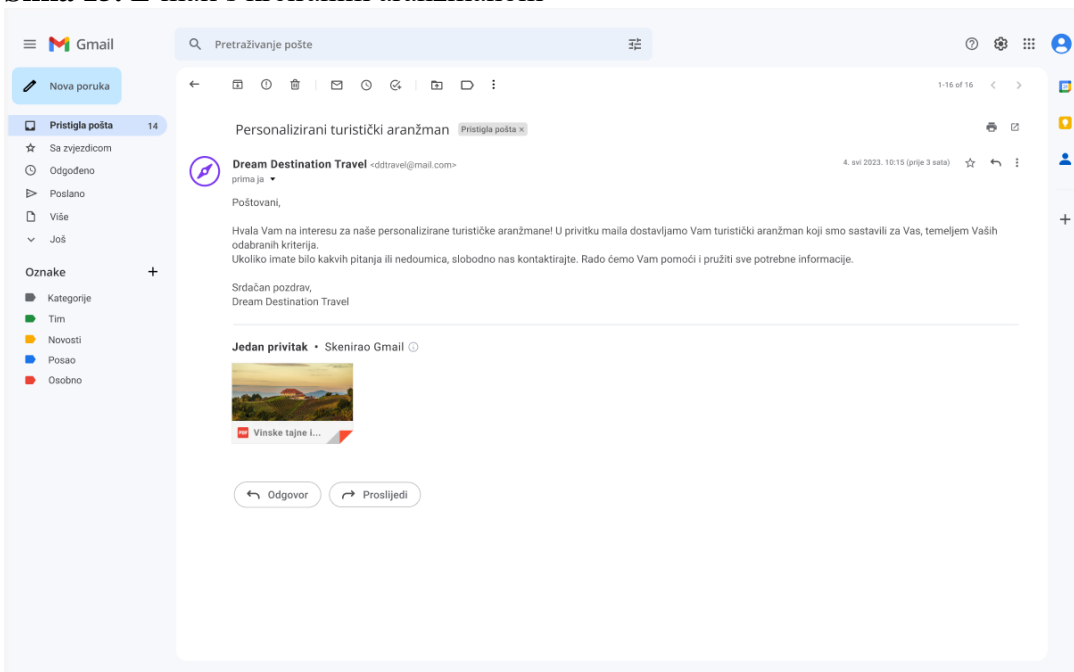 Gmail
Pretraživanje pošte
Nova poruka
1-16 of 16
Pristigla pošta 14
Sa zvjezdicom
Odgođeno
Poslano
Više
Još
Oznake +
Kategorije
Tim
Novosti
Posao
Osobno
Personalizirani turistički aranžman Pristigla pošta ×
Dream Destination Travel <ddtravel@mail.com>
4. svi 2023. 10:15 (prije 3 sata)
prima ja
Poštovani,
Hvala Vam na interesu za naše personalizirane turističke aranžmane! U privitku maila dostavljamo Vam turistički aranžman koji smo sastavili za Vas, temeljem Vaših
odabranih kriterija.
Ukoliko imate bilo kakvih pitanja ili nedoumica, slobodno nas kontaktirajte. Rado ćemo Vam pomoći i pružiti sve potrebne informacije.
Srdačan pozdrav,
Dream Destination Travel
Jedan privitak • Skenirao Gmail
PDF Vinske tajne i...
Odgovor
Proslijedi